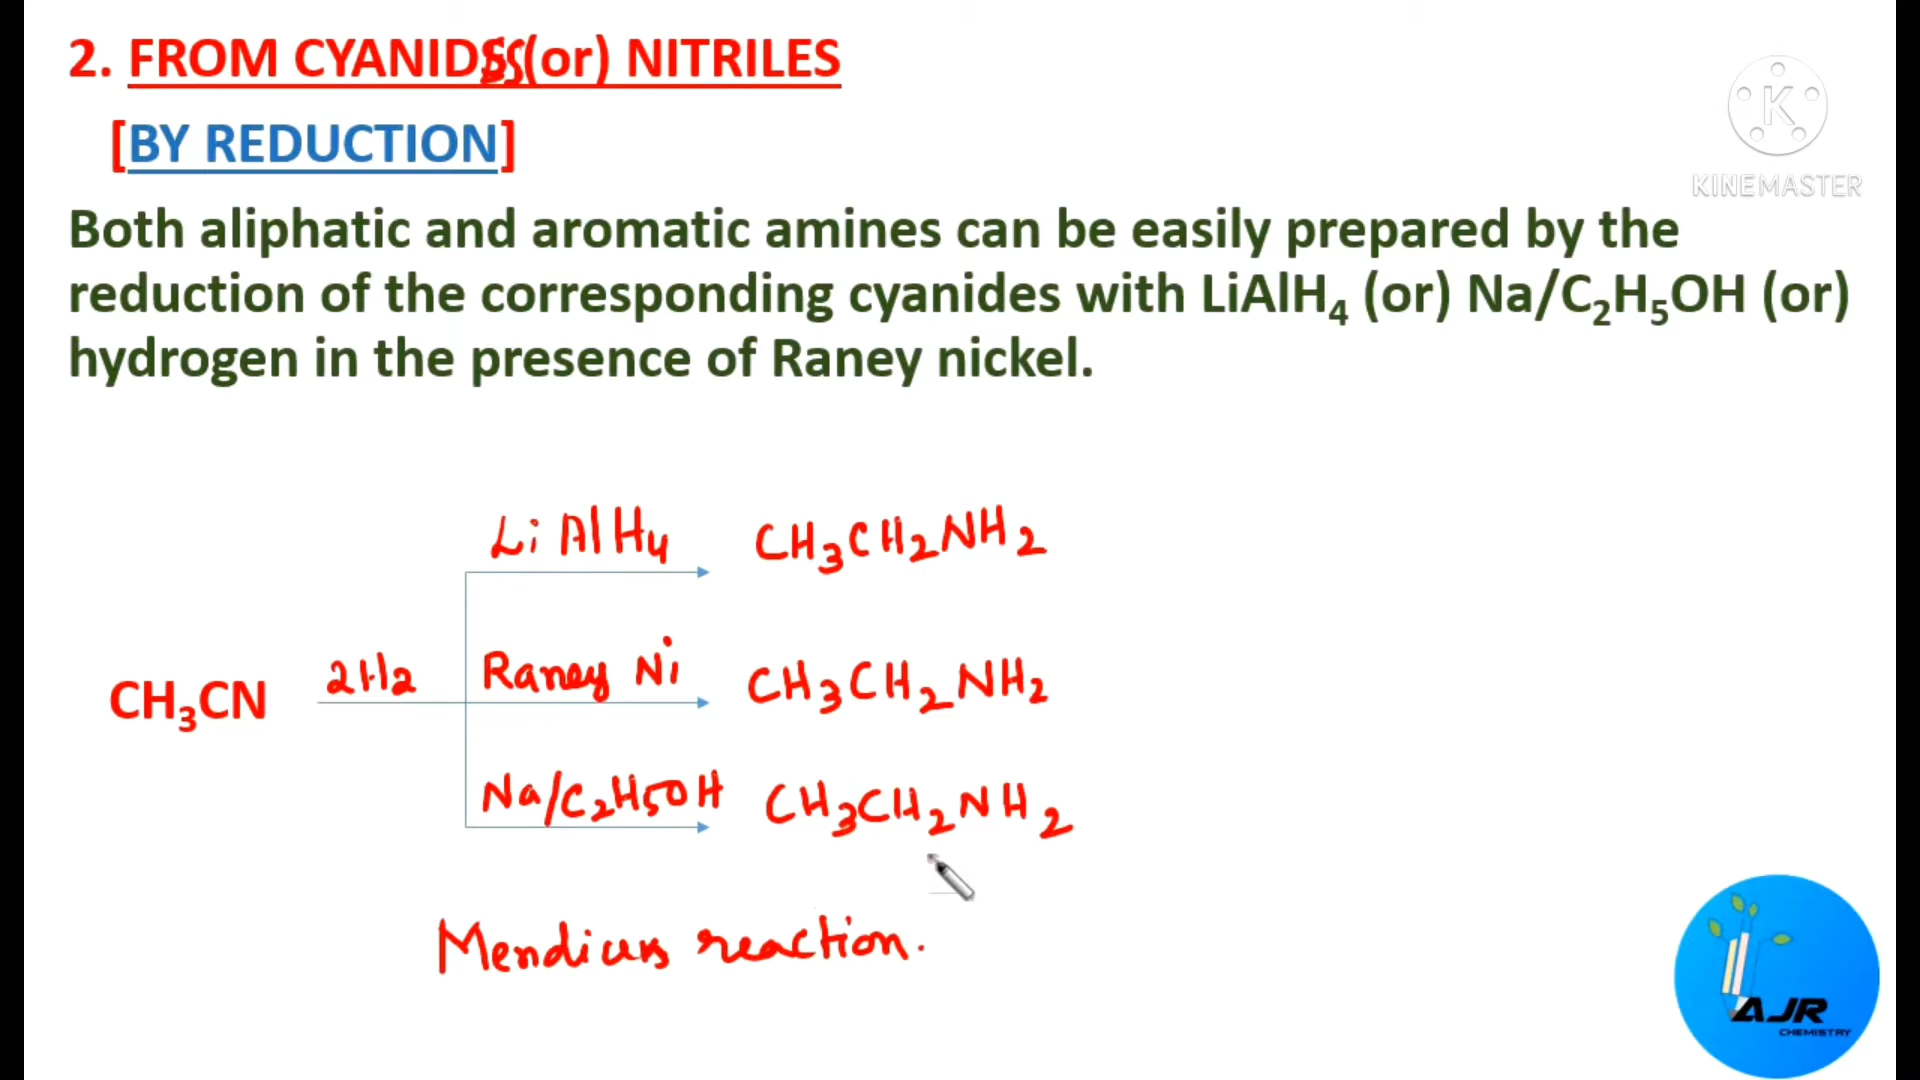 2. FROM CYANIDES(or) NITRILES
[BY REDUCTION]
KINEMASTER
Both aliphatic and aromatic amines can be easily prepared by the
reduction of the corresponding cyanides with LiAlH₄ (or) Na/C₂H₅OH (or)
hydrogen in the presence of Raney nickel.
LiAlH₄ CH₃CH₂NH₂
CH₃CN 2H₂ Raney Ni CH₃CH₂NH₂
Na/C₂H₅OH CH₃CH₂NH₂
Mendius reaction.
AJR
CHEMISTRY